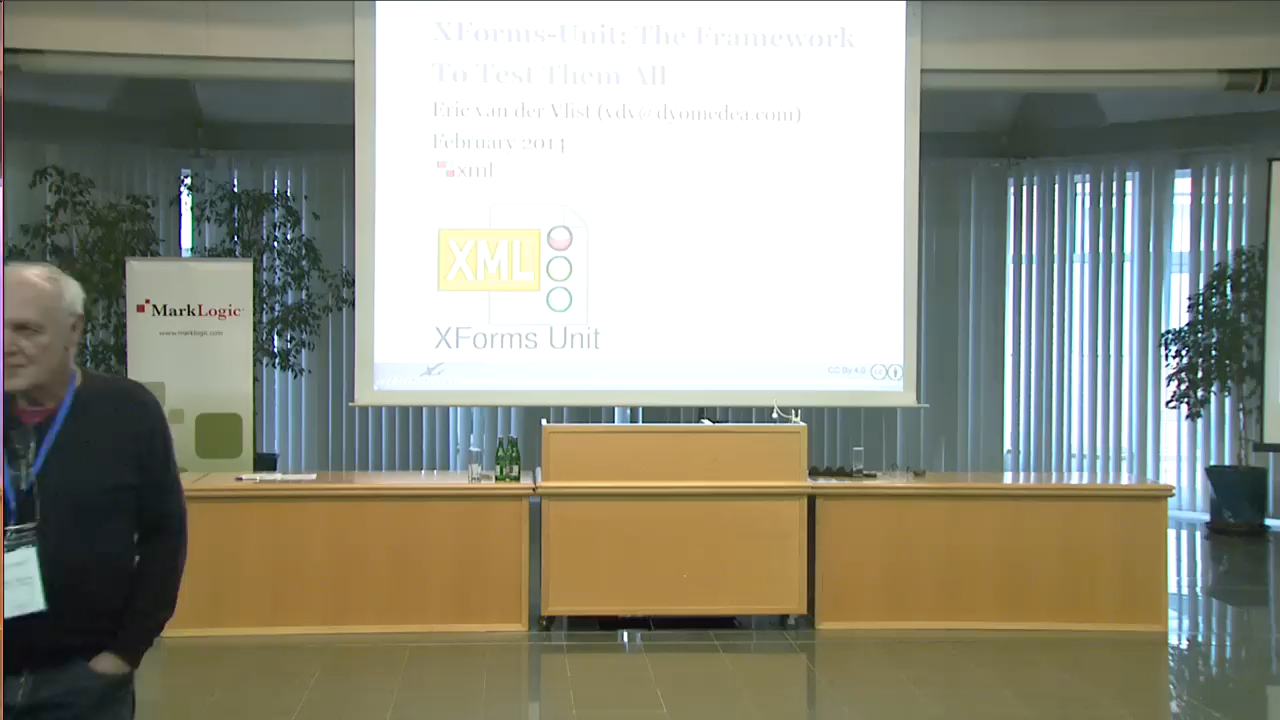 XForms-Unit: The Framework
To Test Them All
Eric van der Vlist (vdv@dyomedea.com)
February 2014
xml
XML
XForms Unit
CC By 4.0
MarkLogic
www.marklogic.com